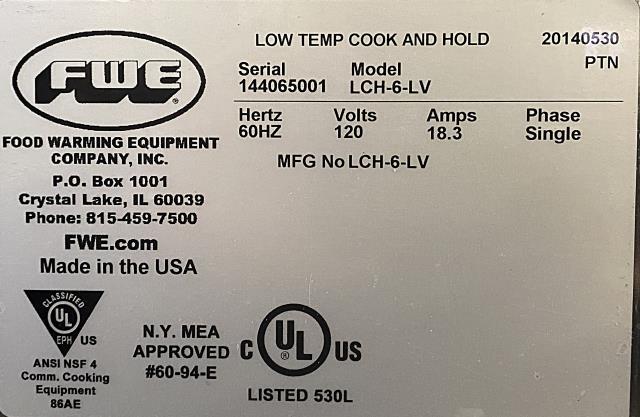 FWE
®
FOOD WARMING EQUIPMENT
COMPANY, INC.
P.O. Box 1001
Crystal Lake, IL 60039
Phone: 815-459-7500
FWE.com
Made in the USA
LOW TEMP COOK AND HOLD 20140530
PTN
Serial Model
144065001 LCH-6-LV
Hertz Volts Amps Phase
60HZ 120 18.3 Single
MFG No LCH-6-LV
CLASSIFIED
UL
®
EPH US
ANSI NSF 4
Comm. Cooking
Equipment
86AE
N.Y. MEA
APPROVED
#60-94-E
C UL US
®
LISTED 530L